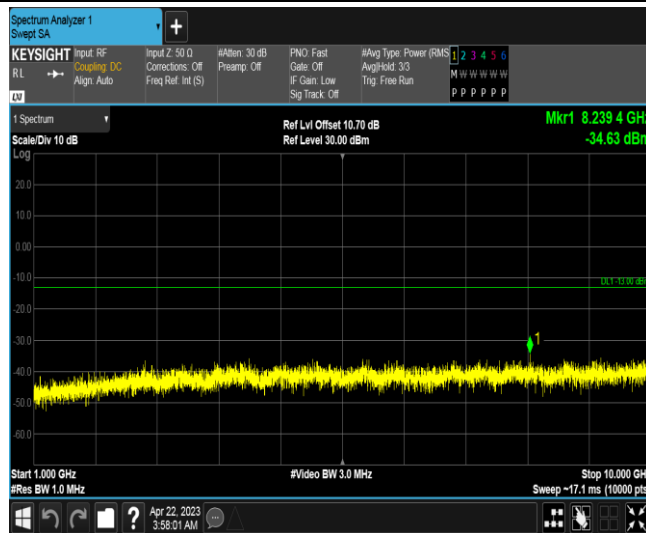 Spectrum Analyzer 1
Swept SA
+
KEYSIGHT
RL
Input: RF
Coupling: DC
Align: Auto
Input Z: 50 Ω
Corrections: Off
Freq Ref: Int (S)
#Atten: 30 dB
Preamp: Off
PNO: Fast
Gate: Off
IF Gain: Low
Sig Track: Off
#Avg Type: Power (RMS
Avg|Hold: 3/3
Trig: Free Run
1 2 3 4 5 6
M W W W W W
P P P P P P
1 Spectrum
Scale/Div 10 dB
Ref Lvl Offset 10.70 dB
Ref Level 30.00 dBm
Mkr1 8.239 4 GHz
-34.63 dBm
Log
20.0
10.0
0.00
-10.0
DL1 -13.00 dBm
-20.0
-30.0
1
-40.0
-50.0
-60.0
Start 1.000 GHz
#Res BW 1.0 MHz
#Video BW 3.0 MHz
Stop 10.000 GHz
Sweep ~17.1 ms (10000 pts)
?
Apr 22, 2023
3:58:01 AM